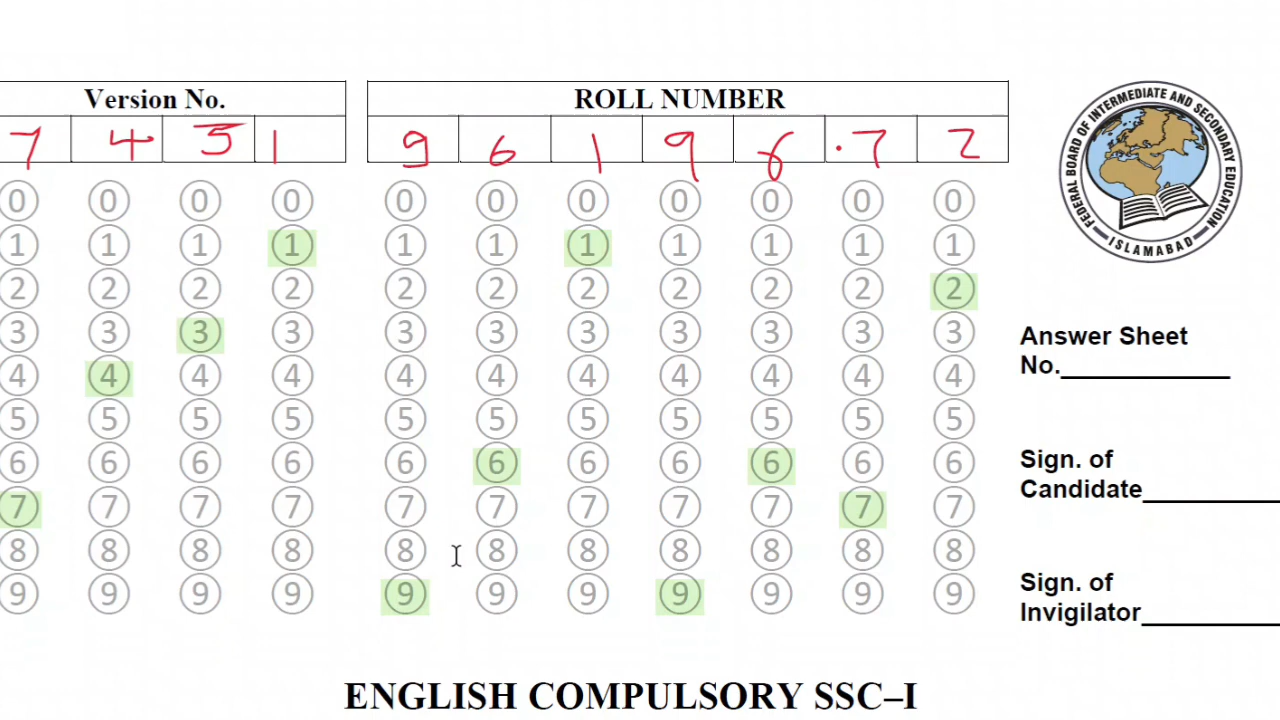 Version No. ROLL NUMBER
7 4 5 1 9 6 1 9 6 7 2
0 0 0 0 0 0 0 0 0 0 0
1 1 1 1 1 1 1 1 1 1 1
2 2 2 2 2 2 2 2 2 2 2
3 3 3 3 3 3 3 3 3 3 3
4 4 4 4 4 4 4 4 4 4 4
5 5 5 5 5 5 5 5 5 5
6 6 6 6 6 6 6 6 6 6 6
7 7 7 7 7 7 7 7 7 7 7
8 8 8 8 8 8 8 8 8 8 8
9 9 9 9 9 9 9 9 9 9 9
FEDERAL BOARD OF INTERMEDIATE AND SECONDARY EDUCATION
ISLAMABAD
Answer Sheet
No.
Sign. of
Candidate
Sign. of
Invigilator
ENGLISH COMPULSORY SSC–I